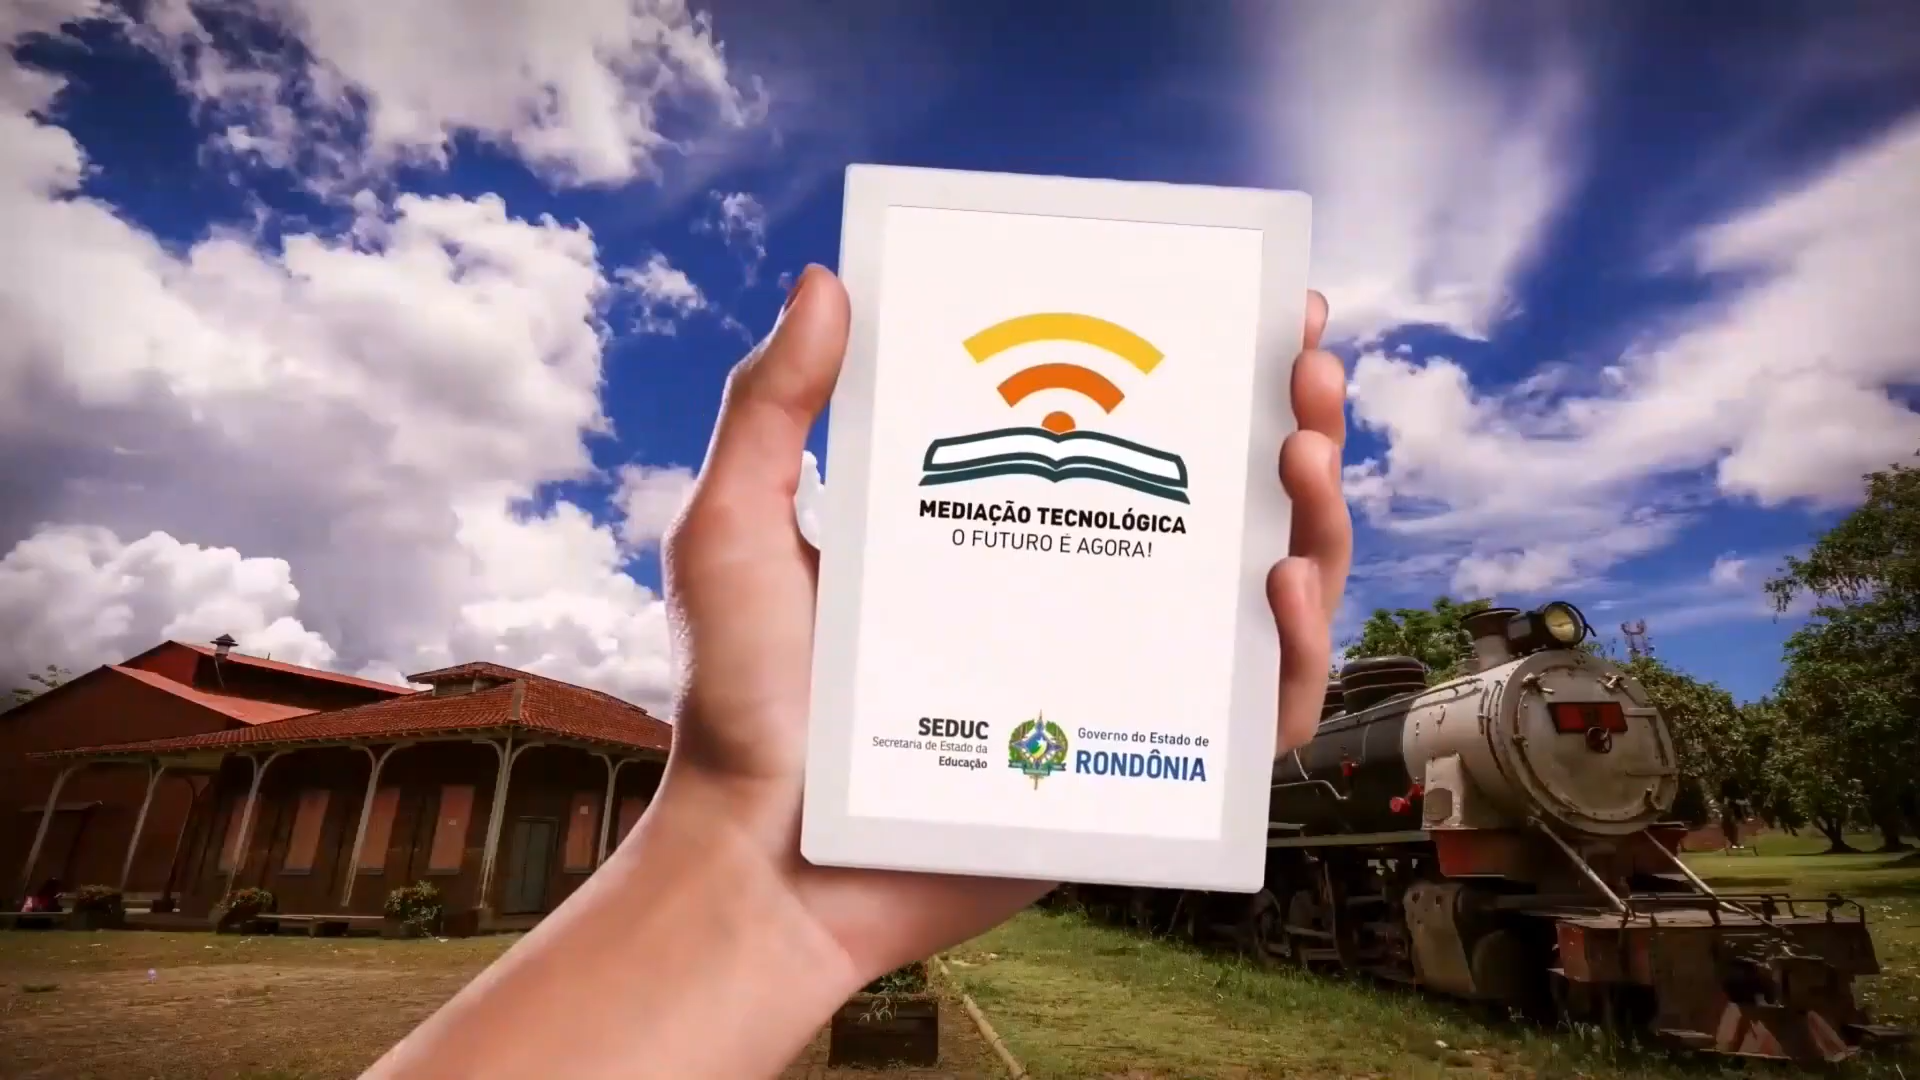 MEDIAÇÃO TECNOLÓGICA
O FUTURO É AGORA!
SEDUC
Secretaria de Estado da
Educação
Governo do Estado de
RONDÔNIA